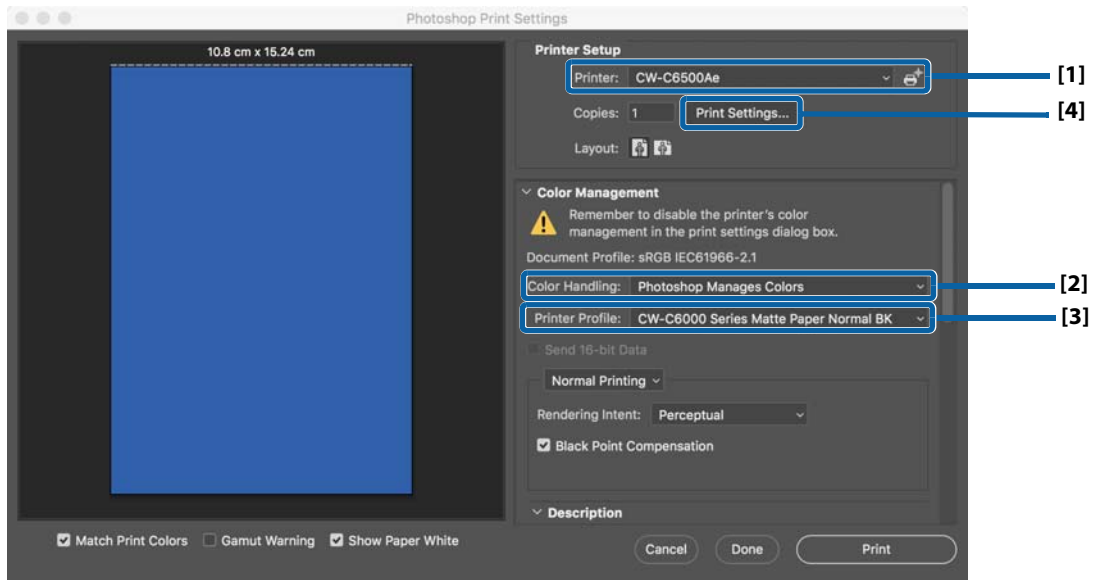 Photoshop Print Settings
10.8 cm x 15.24 cm
Printer Setup
Printer: CW-C6500Ae
[1]
Copies: 1 Print Settings...
[4]
Layout:
Color Management
Remember to disable the printer's color
management in the print settings dialog box.
Document Profile: sRGB IEC61966-2.1
Color Handling: Photoshop Manages Colors
[2]
Printer Profile: CW-C6000 Series Matte Paper Normal BK
[3]
Send 16-bit Data
Normal Printing
Rendering Intent: Perceptual
Black Point Compensation
Description
Match Print Colors Gamut Warning Show Paper White
Cancel Done Print